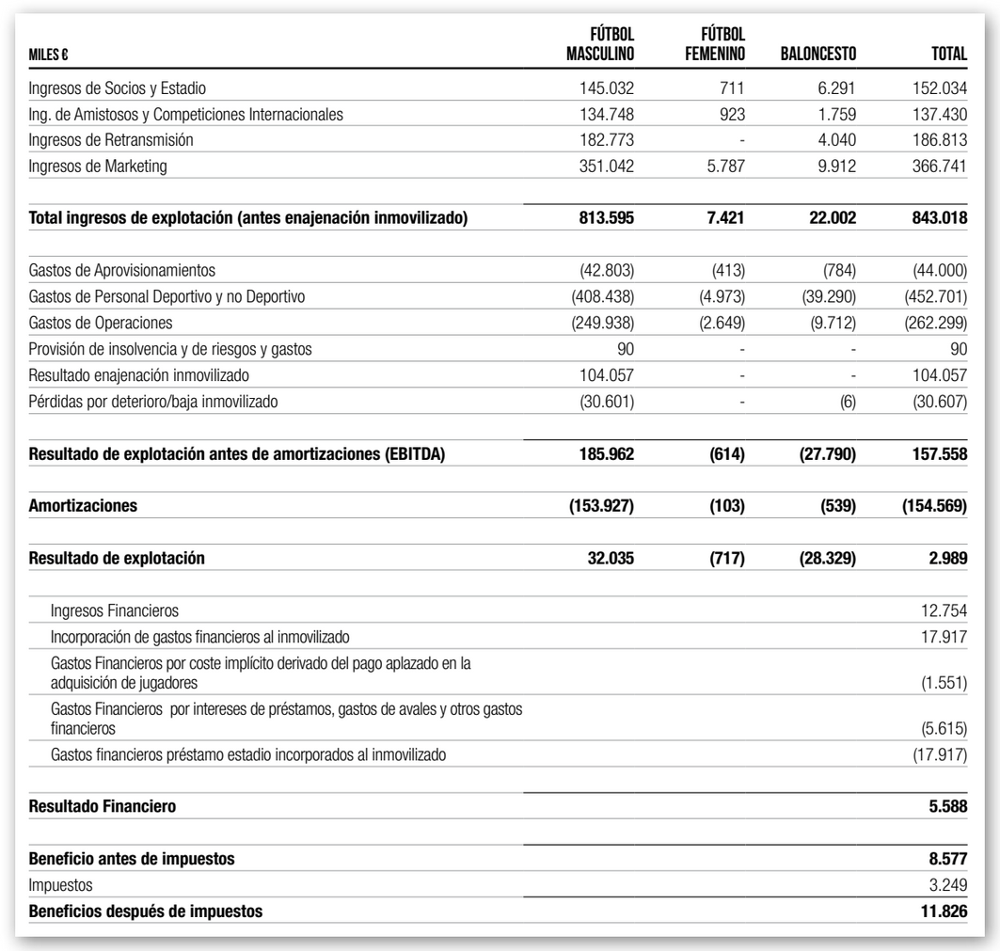 MILES € FÚTBOL MASCULINO FÚTBOL FEMENINO BALONCESTO TOTAL
Ingresos de Socios y Estadio 145.032 711 6.291 152.034
Ing. de Amistosos y Competiciones Internacionales 134.748 923 1.759 137.430
Ingresos de Retransmisión 182.773 - 4.040 186.813
Ingresos de Marketing 351.042 5.787 9.912 366.741
Total ingresos de explotación (antes enajenación inmovilizado) 813.595 7.421 22.002 843.018
Gastos de Aprovisionamientos (42.803) (413) (784) (44.000)
Gastos de Personal Deportivo y no Deportivo (408.438) (4.973) (39.290) (452.701)
Gastos de Operaciones (249.938) (2.649) (9.712) (262.299)
Provisión de insolvencia y de riesgos y gastos 90 - - 90
Resultado enajenación inmovilizado 104.057 - - 104.057
Pérdidas por deterioro/baja inmovilizado (30.601) - (6) (30.607)
Resultado de explotación antes de amortizaciones (EBITDA) 185.962 (614) (27.790) 157.558
Amortizaciones (153.927) (103) (539) (154.569)
Resultado de explotación 32.035 (717) (28.329) 2.989
Ingresos Financieros 12.754
Incorporación de gastos financieros al inmovilizado 17.917
Gastos Financieros por coste implícito derivado del pago aplazado en la
adquisición de jugadores (1.551)
Gastos Financieros por intereses de préstamos, gastos de avales y otros gastos
financieros (5.615)
Gastos financieros préstamo estadio incorporados al inmovilizado (17.917)
Resultado Financiero 5.588
Beneficio antes de impuestos 8.577
Impuestos 3.249
Beneficios después de impuestos 11.826